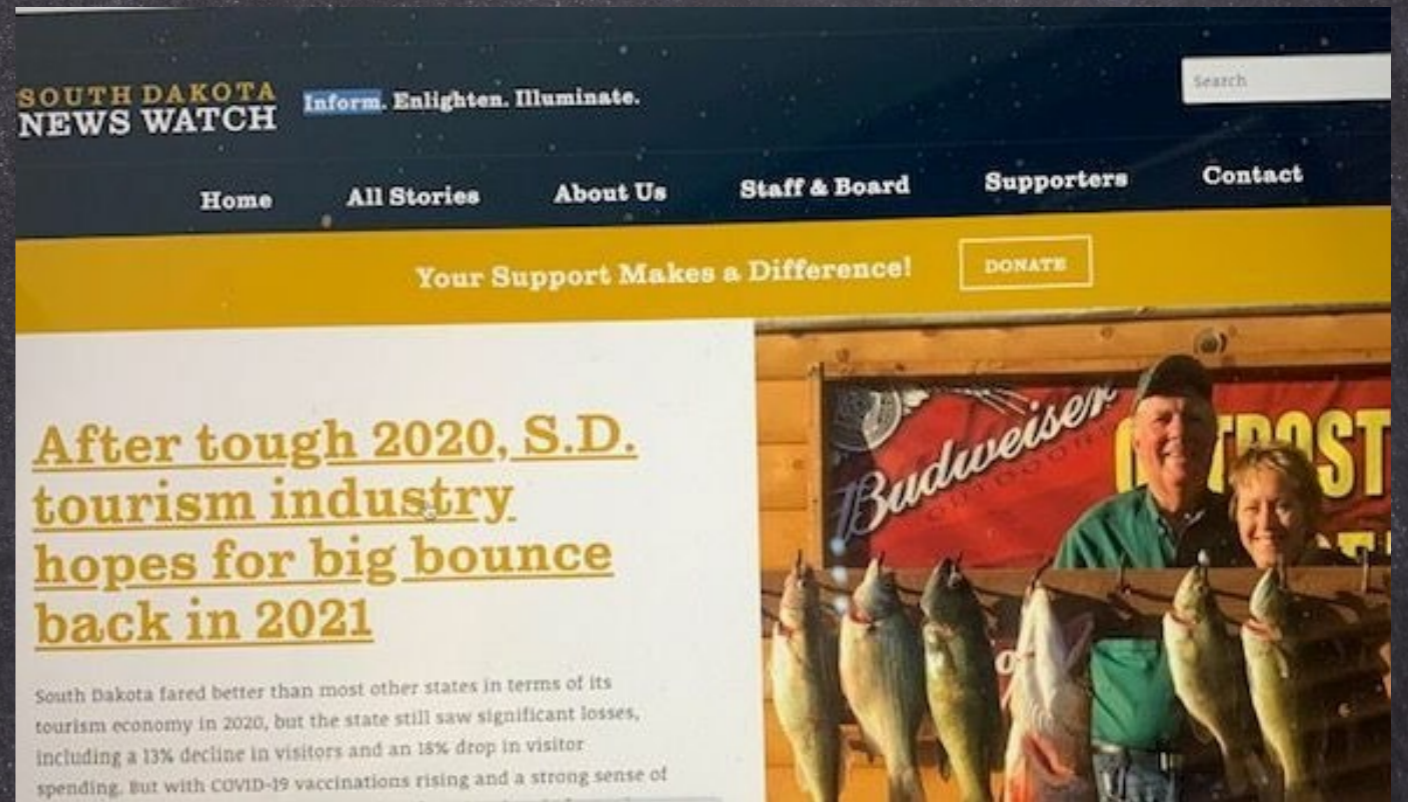 SOUTH DAKOTA
NEWS WATCH
Inform. Enlighten. Illuminate.
Search
Home All Stories About Us Staff & Board Supporters Contact
Your Support Makes a Difference! DONATE
After tough 2020, S.D.
tourism industry
hopes for big bounce
back in 2021
South Dakota fared better than most other states in terms of its
tourism economy in 2020, but the state still saw significant losses,
including a 13% decline in visitors and an 18% drop in visitor
spending. But with COVID-19 vaccinations rising and a strong sense of
Budweiser
OUTDOORS